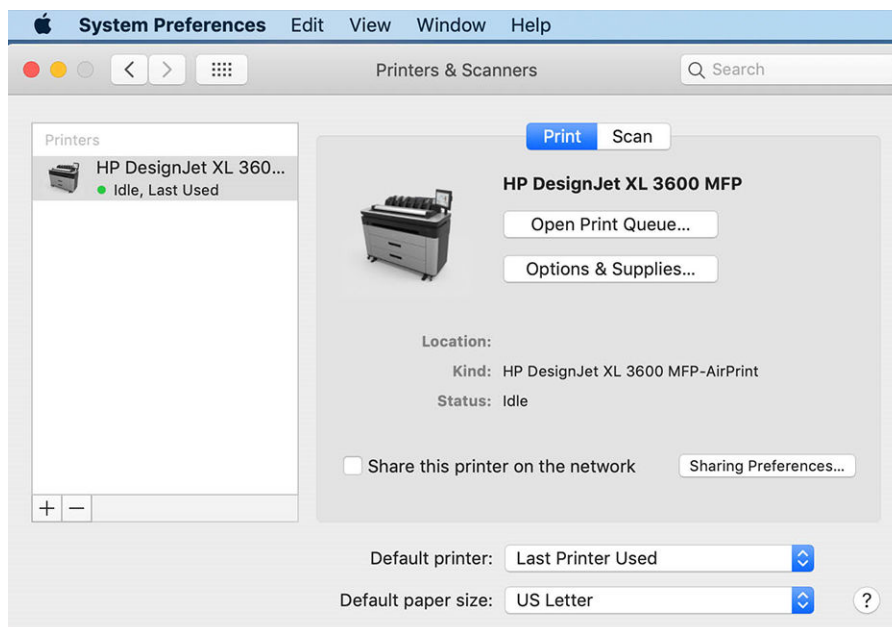 System Preferences Edit View Window Help
Printers & Scanners
Search
Print Scan
Printers
HP DesignJet XL 360...
Idle, Last Used
HP DesignJet XL 3600 MFP
Open Print Queue...
Options & Supplies...
Location:
Kind: HP DesignJet XL 3600 MFP-AirPrint
Status: Idle
Share this printer on the network
Sharing Preferences...
+ −
Default printer: Last Printer Used
Default paper size: US Letter
?